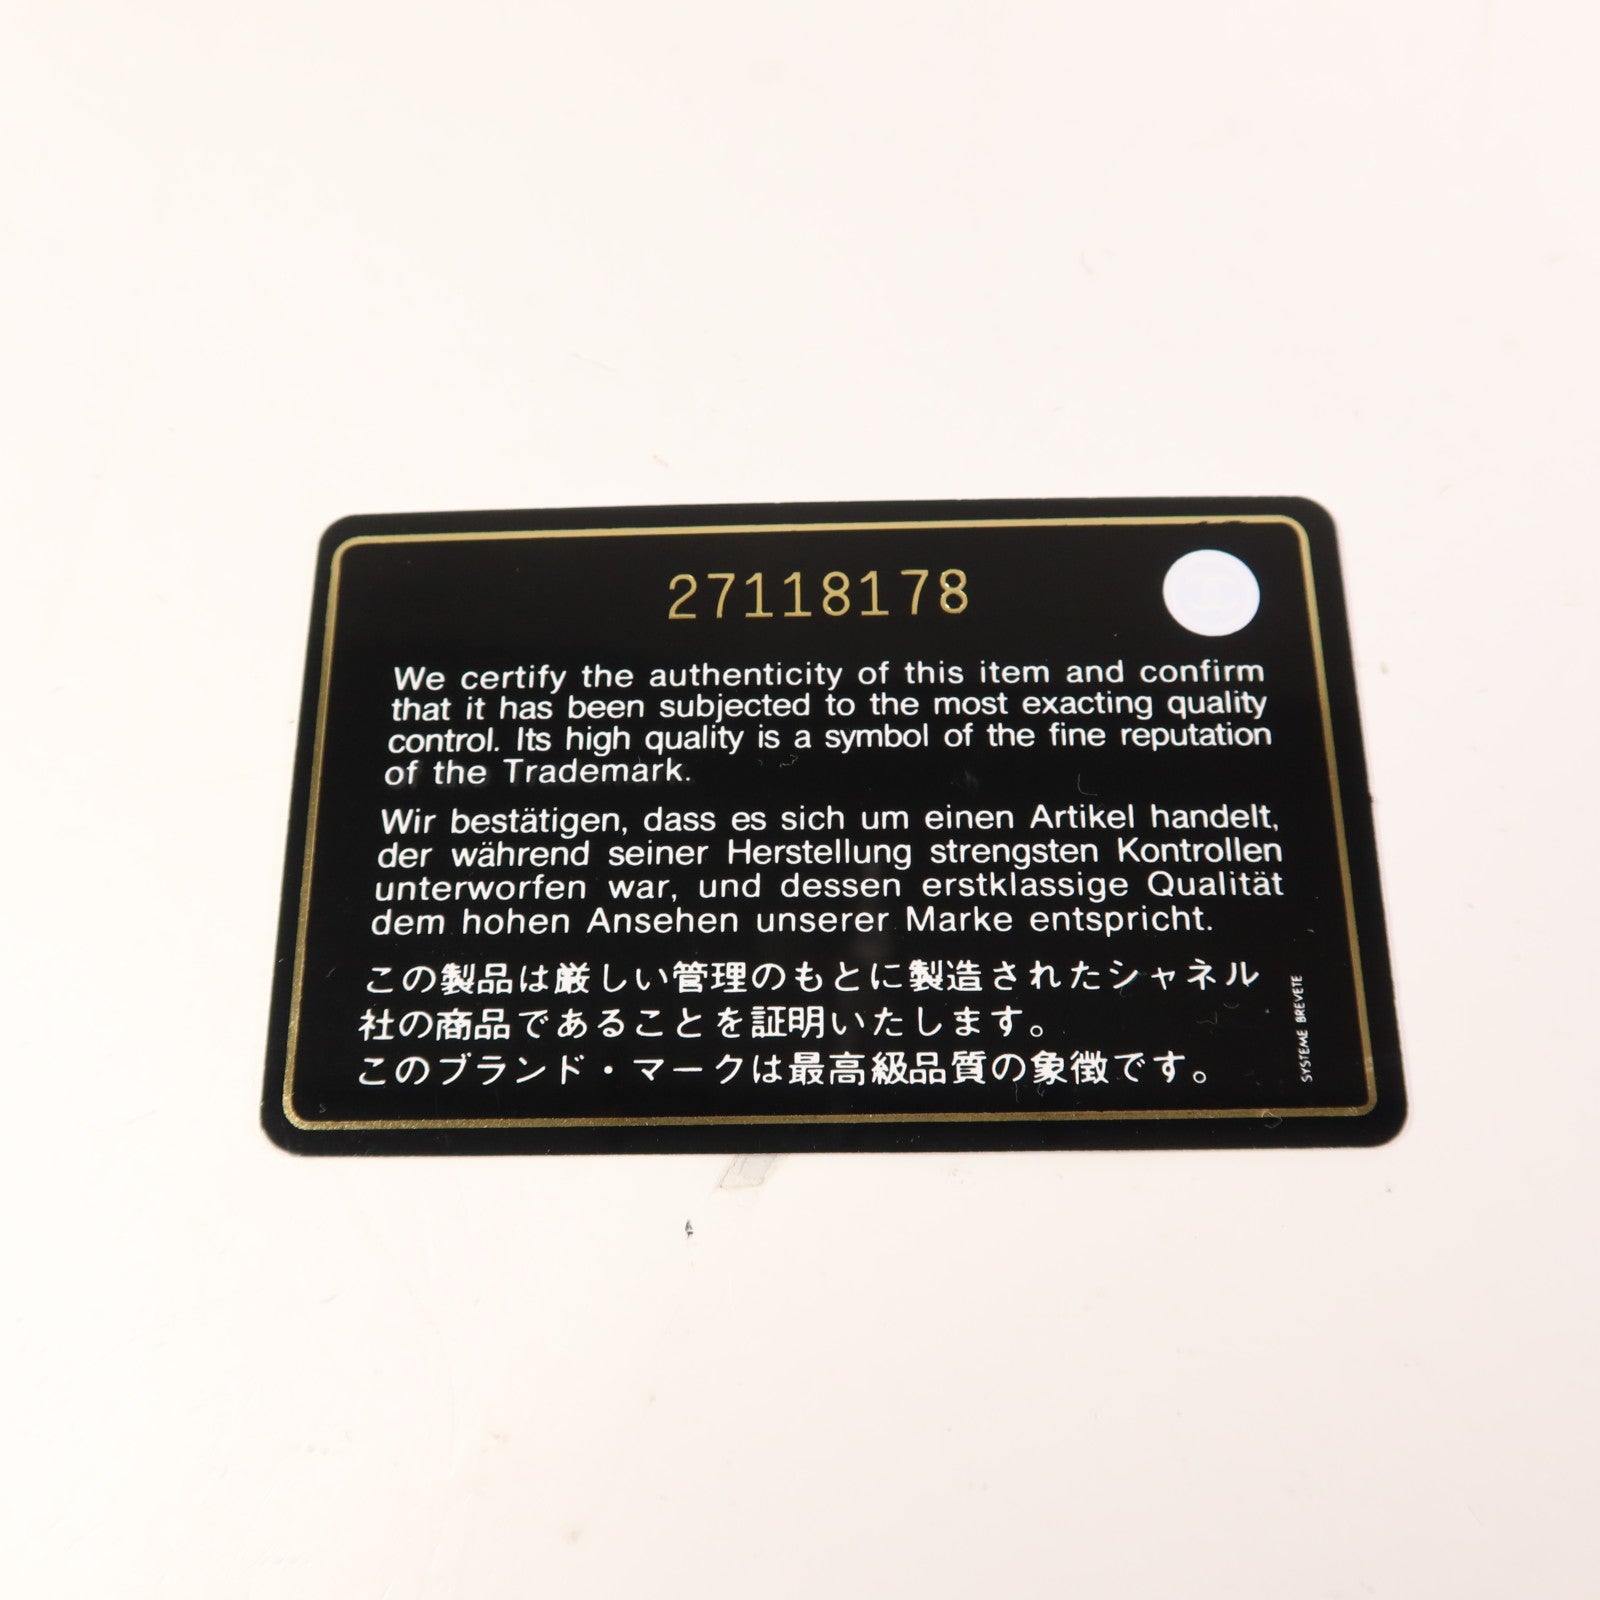 27118178
We certify the authenticity of this item and confirm
that it has been subjected to the most exacting quality
control. Its high quality is a symbol of the fine reputation
of the Trademark.
Wir bestätigen, dass es sich um einen Artikel handelt,
der während seiner Herstellung strengsten Kontrollen
unterworfen war, und dessen erstklassige Qualität
dem hohen Ansehen unserer Marke entspricht.
この製品は厳しい管理のもとに製造されたシャネル
社の商品であることを証明いたします。
このブランド・マークは最高級品質の象徴です。
SYSTEME BREVETE